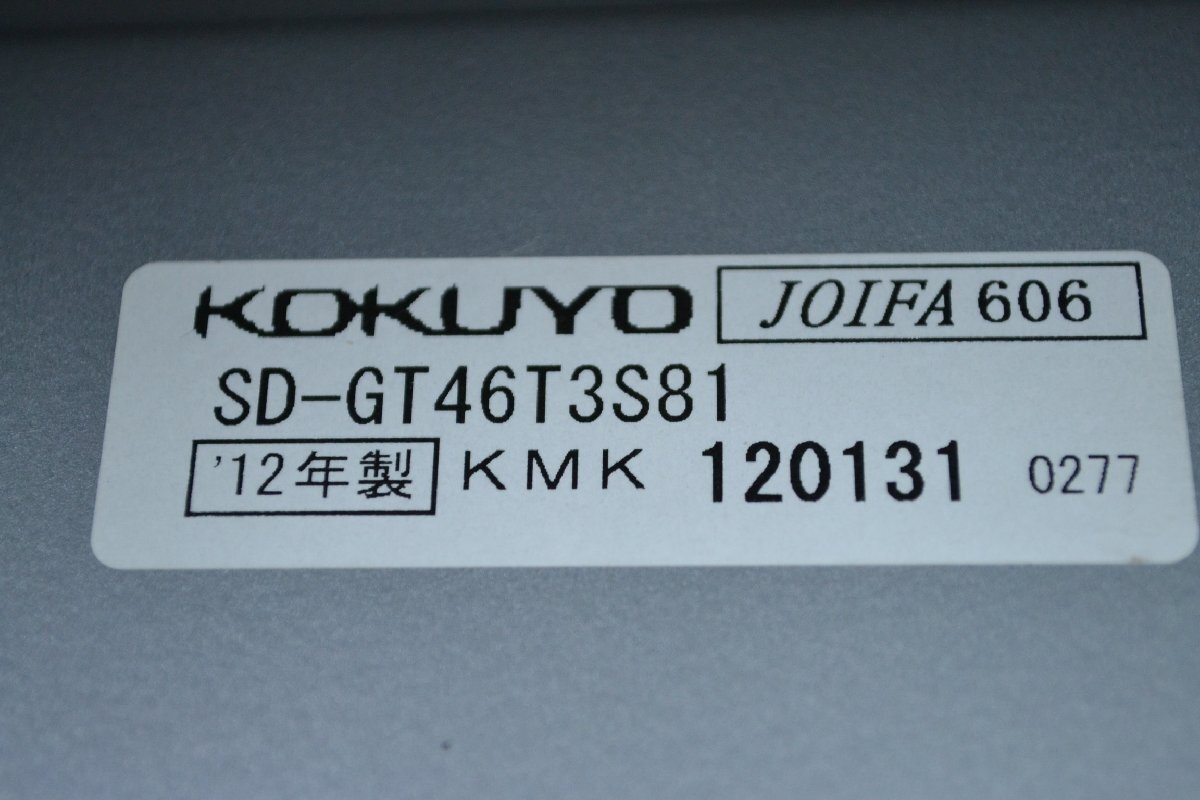 KOKUYO JOIFA 606
SD-GT46T3S81
'12年製 KMK 120131 0277